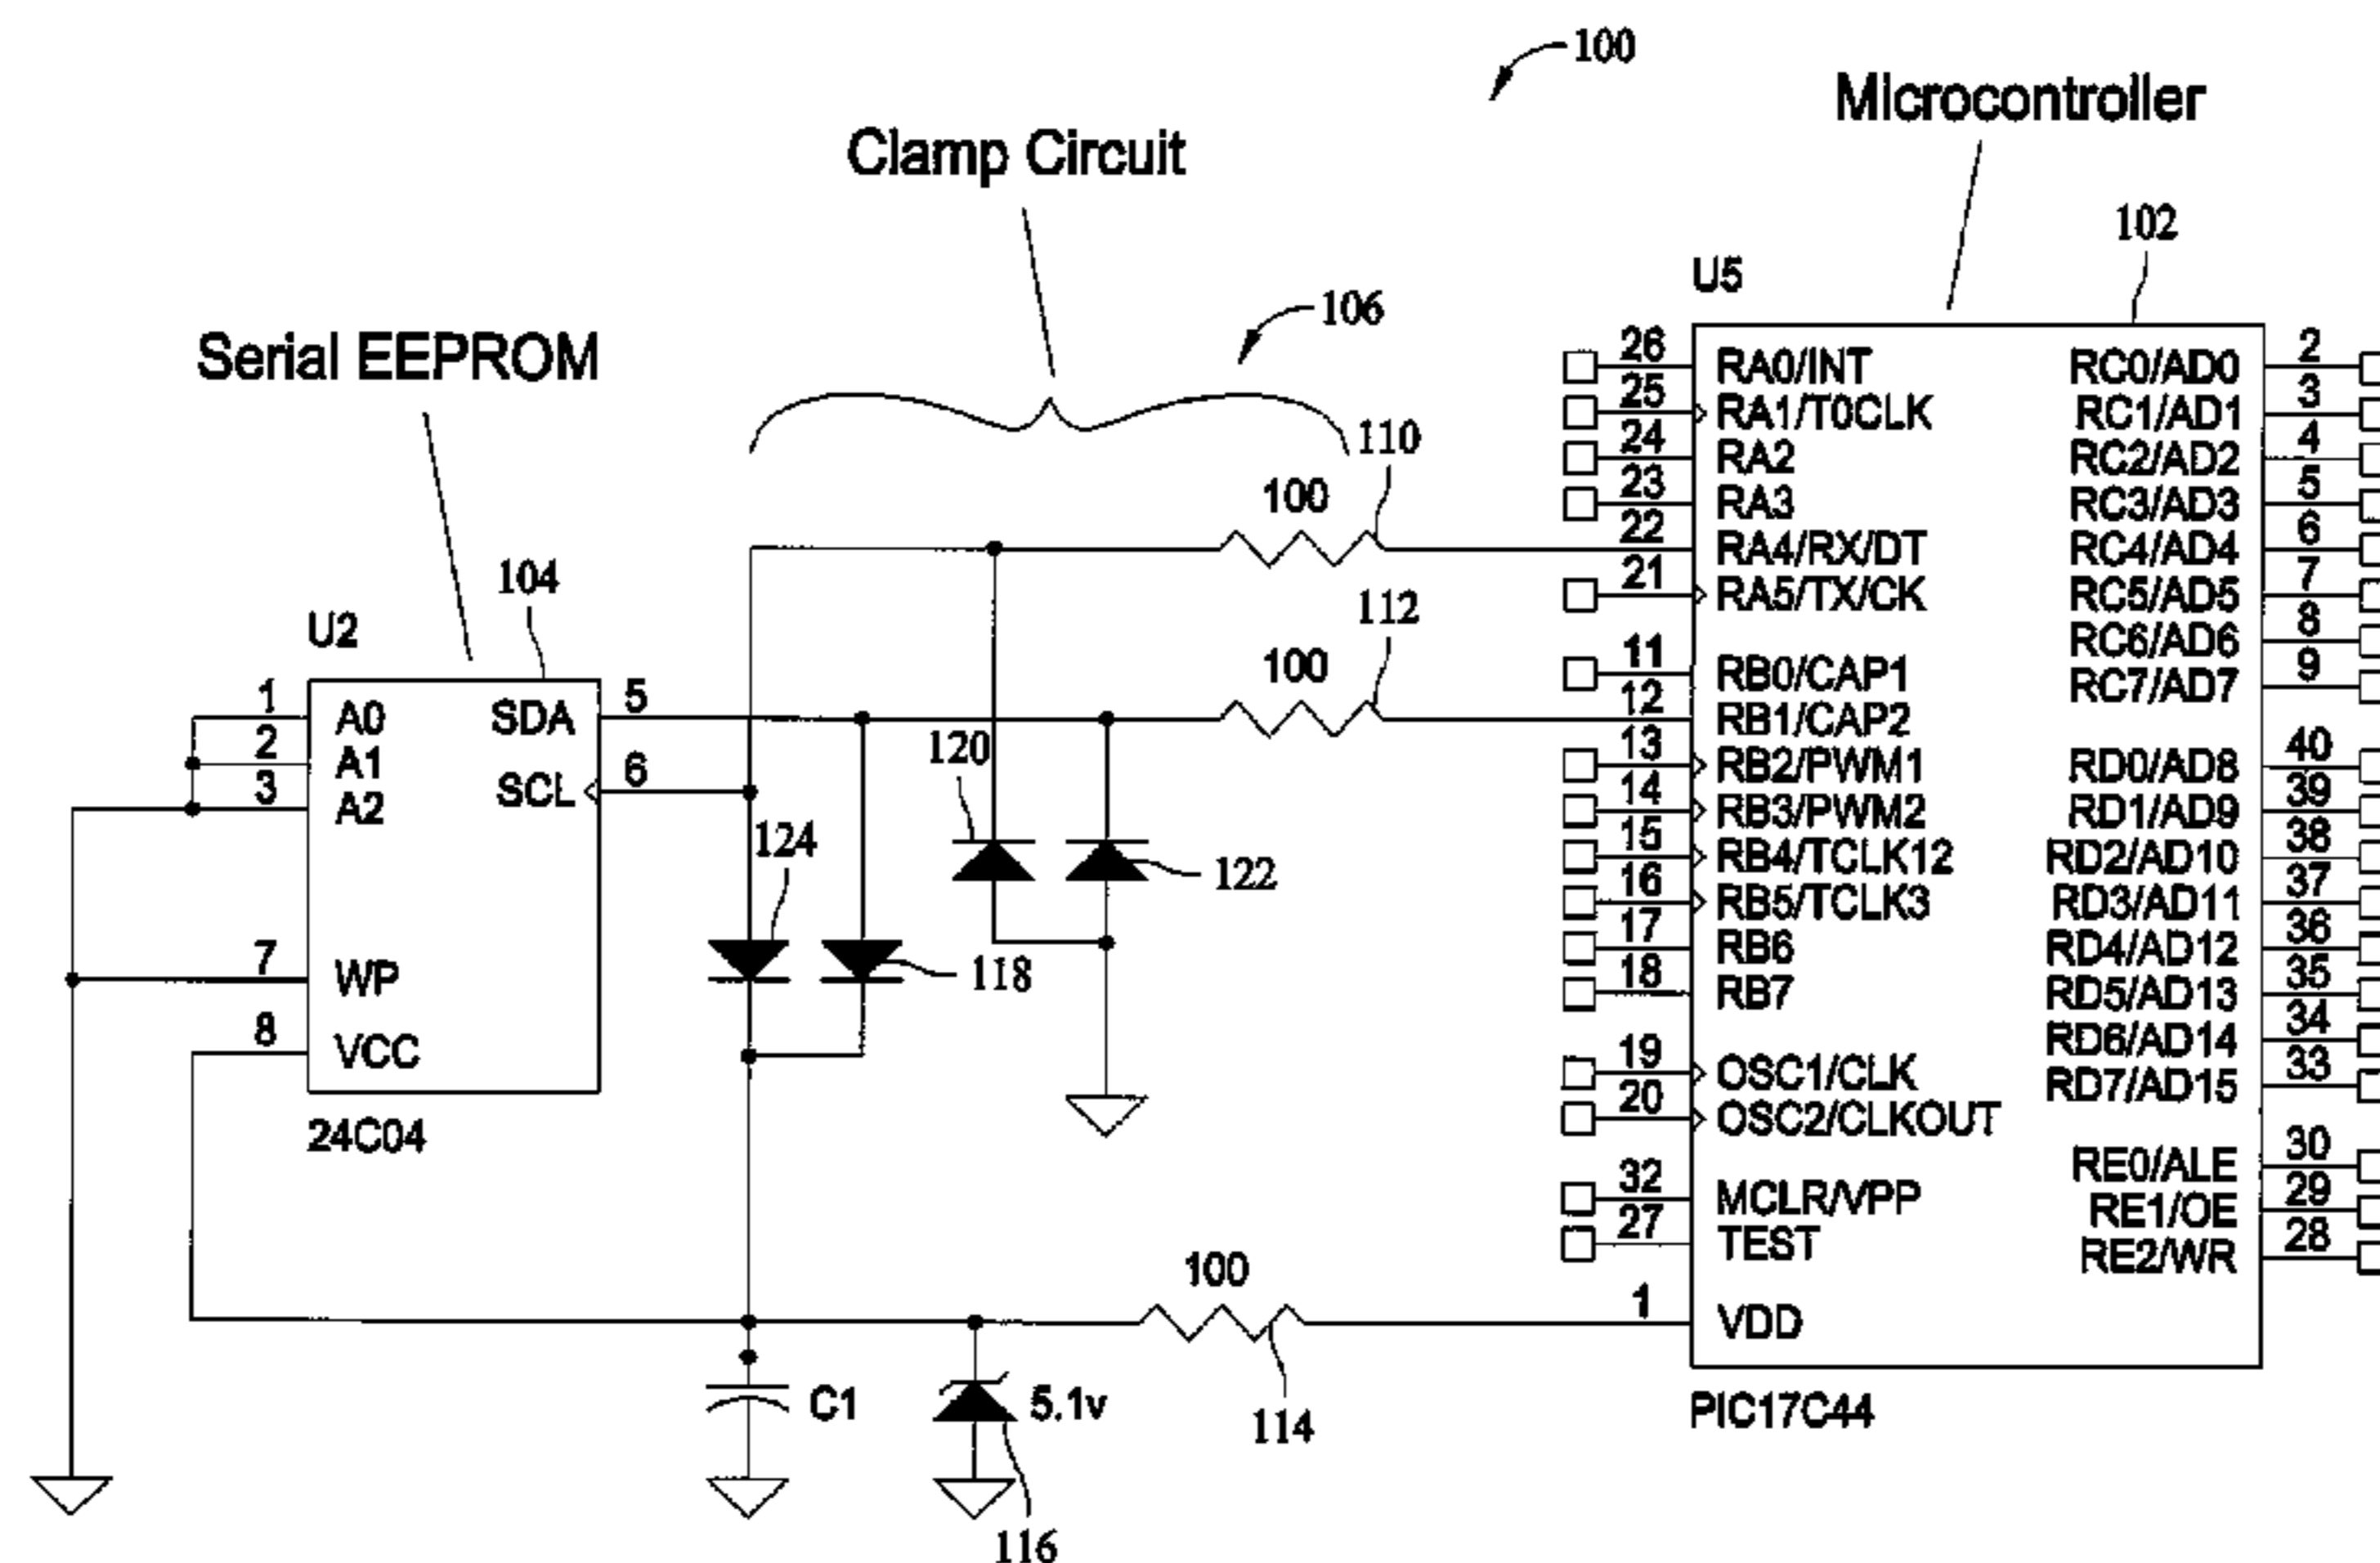 100
Microcontroller
Clamp Circuit
102
U5
106
Serial EEPROM
26 RA0/INT RC0/AD0 2
25 RA1/T0CLK RC1/AD1 3
24 RA2 RC2/AD2 4
110
23 RA3 RC3/AD3 5
100
22 RA4/RX/DT RC4/AD4 6
21 RA5/TX/CK RC5/AD5 7
104
112
U2
RC6/AD6 8
100
11 RB0/CAP1 RC7/AD7 9
1 A0 SDA 5
12 RB1/CAP2
2 A1
120
13 RB2/PWM1 RD0/AD8 40
3 A2 SCL 6
14 RB3/PWM2 RD1/AD9 39
124
15 RB4/TCLK12 RD2/AD10 38
122
16 RB5/TCLK3 RD3/AD11 37
17 RB6 RD4/AD12 36
7 WP
118
18 RB7 RD5/AD13 35
8 VCC
RD6/AD14 34
19 OSC1/CLK RD7/AD15 33
20 OSC2/CLKOUT
24C04
RE0/ALE 30
32 MCLR/VPP RE1/OE 29
27 TEST RE2/WR 28
100
1 VDD
C1
5.1v
114
PIC17C44
116